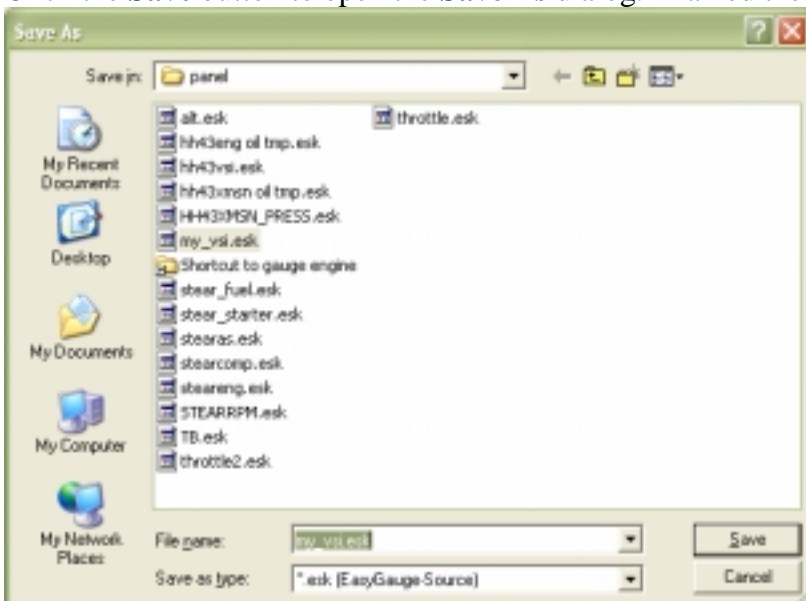 Save As
Save in: panel
My Recent Documents
Desktop
My Documents
My Computer
My Network Places
alt.esk
hh43eng oil tmp.esk
hh43vsi.esk
hh43xmsn oil tmp.esk
HH43XMSN_PRESS.esk
my_vsi.esk
Shortcut to gauge engine
stear_fuel.esk
stear_starter.esk
stearas.esk
stearcomp.esk
steareng.esk
STEARRPM.esk
TB.esk
throttle2.esk
throttle.esk
File name: my_vsi.esk
Save
Save as type: *.esk (EasyGauge-Source)
Cancel